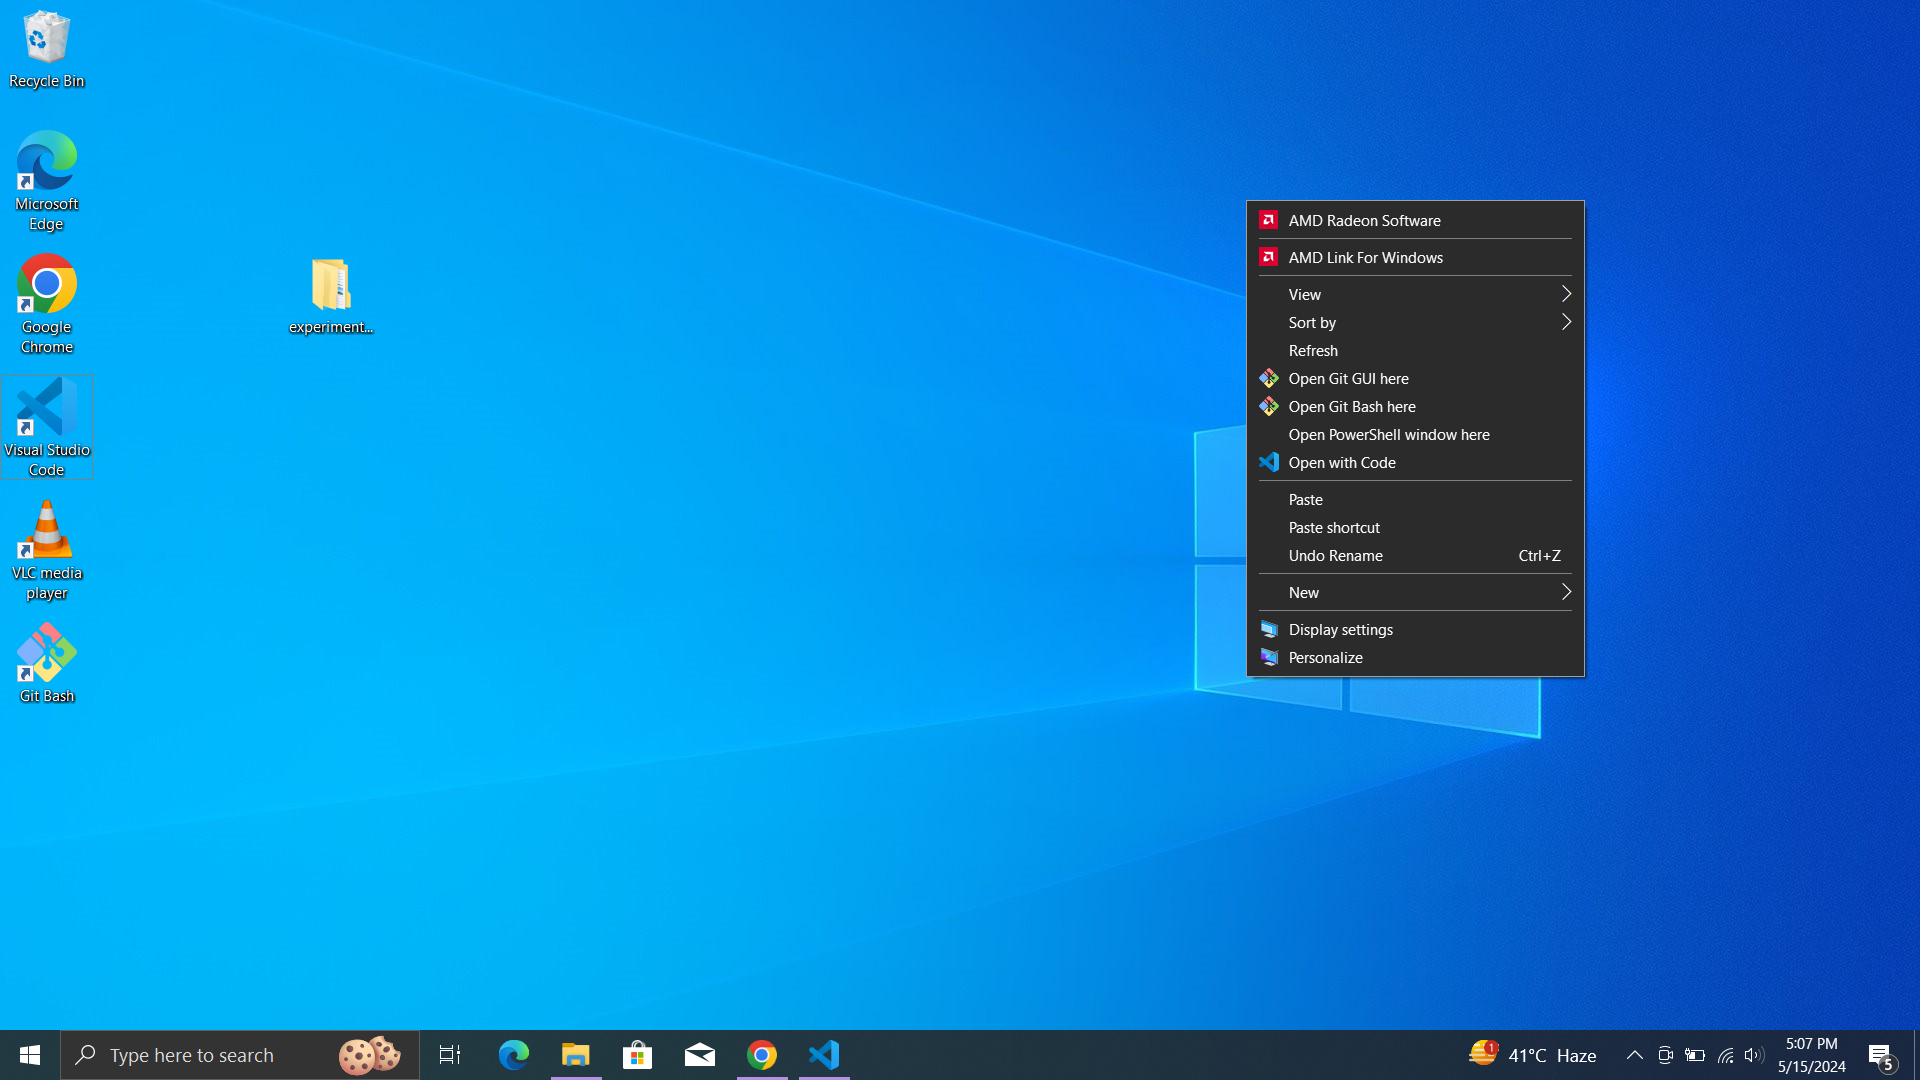 Recycle Bin
Microsoft
Edge
Google
Chrome
Visual Studio
Code
VLC media
player
Git Bash
experiment...
AMD Radeon Software
AMD Link For Windows
View
Sort by
Refresh
Open Git GUI here
Open Git Bash here
Open PowerShell window here
Open with Code
Paste
Paste shortcut
Undo Rename Ctrl+Z
New
Display settings
Personalize
Type here to search
1
41°C Haze
5:07 PM
5/15/2024
5